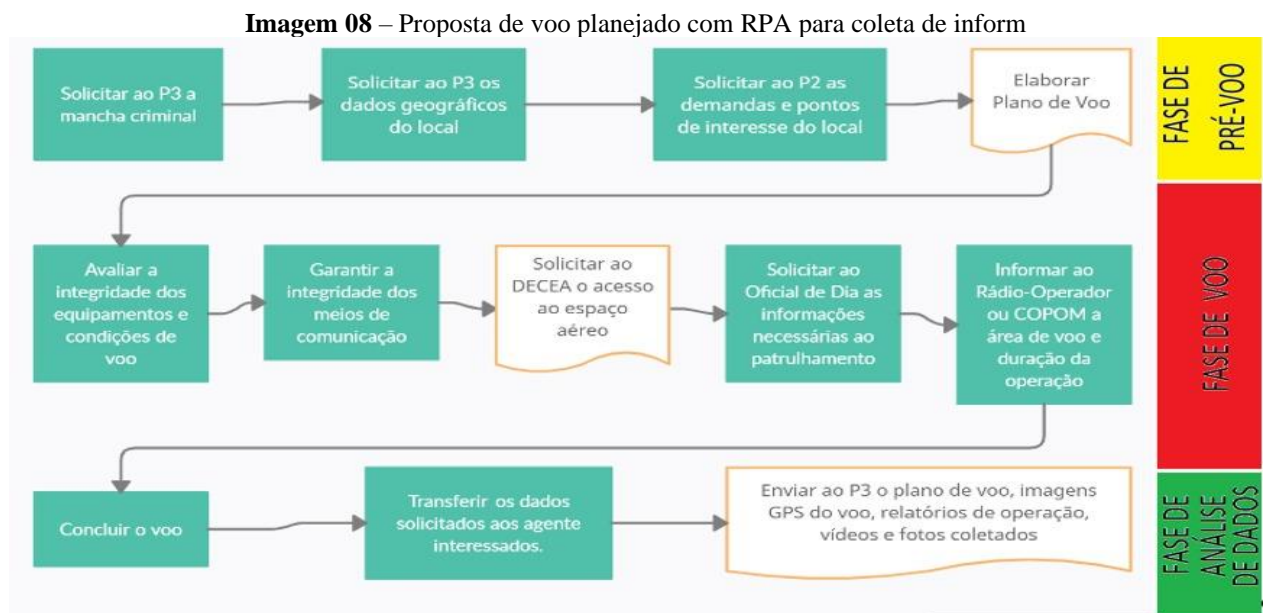 Imagem 08 – Proposta de voo planejado com RPA para coleta de inform
Solicitar ao P3 a
mancha criminal
Solicitar ao P3 os
dados geográficos
do local
Solicitar ao P2 as
demandas e pontos
de interesse do local
Elaborar
Plano de Voo
FASE DE
PRÉ-VOO
Avaliar a
integridade dos
equipamentos e
condições de
voo
Garantir a
integridade dos
meios de
comunicação
Solicitar ao
DECEA o acesso
ao espaço
aéreo
Solicitar ao
Oficial de Dia as
informações
necessárias ao
patrulhamento
Informar ao
Rádio-Operador
ou COPOM a
área de voo e
duração da
operação
FASE DE VOO
Concluir o voo
Transferir os dados
solicitados aos agente
interessados.
Enviar ao P3 o plano de voo, imagens
GPS do voo, relatórios de operação,
vídeos e fotos coletados
FASE DE
ANÁLISE
DE DADOS